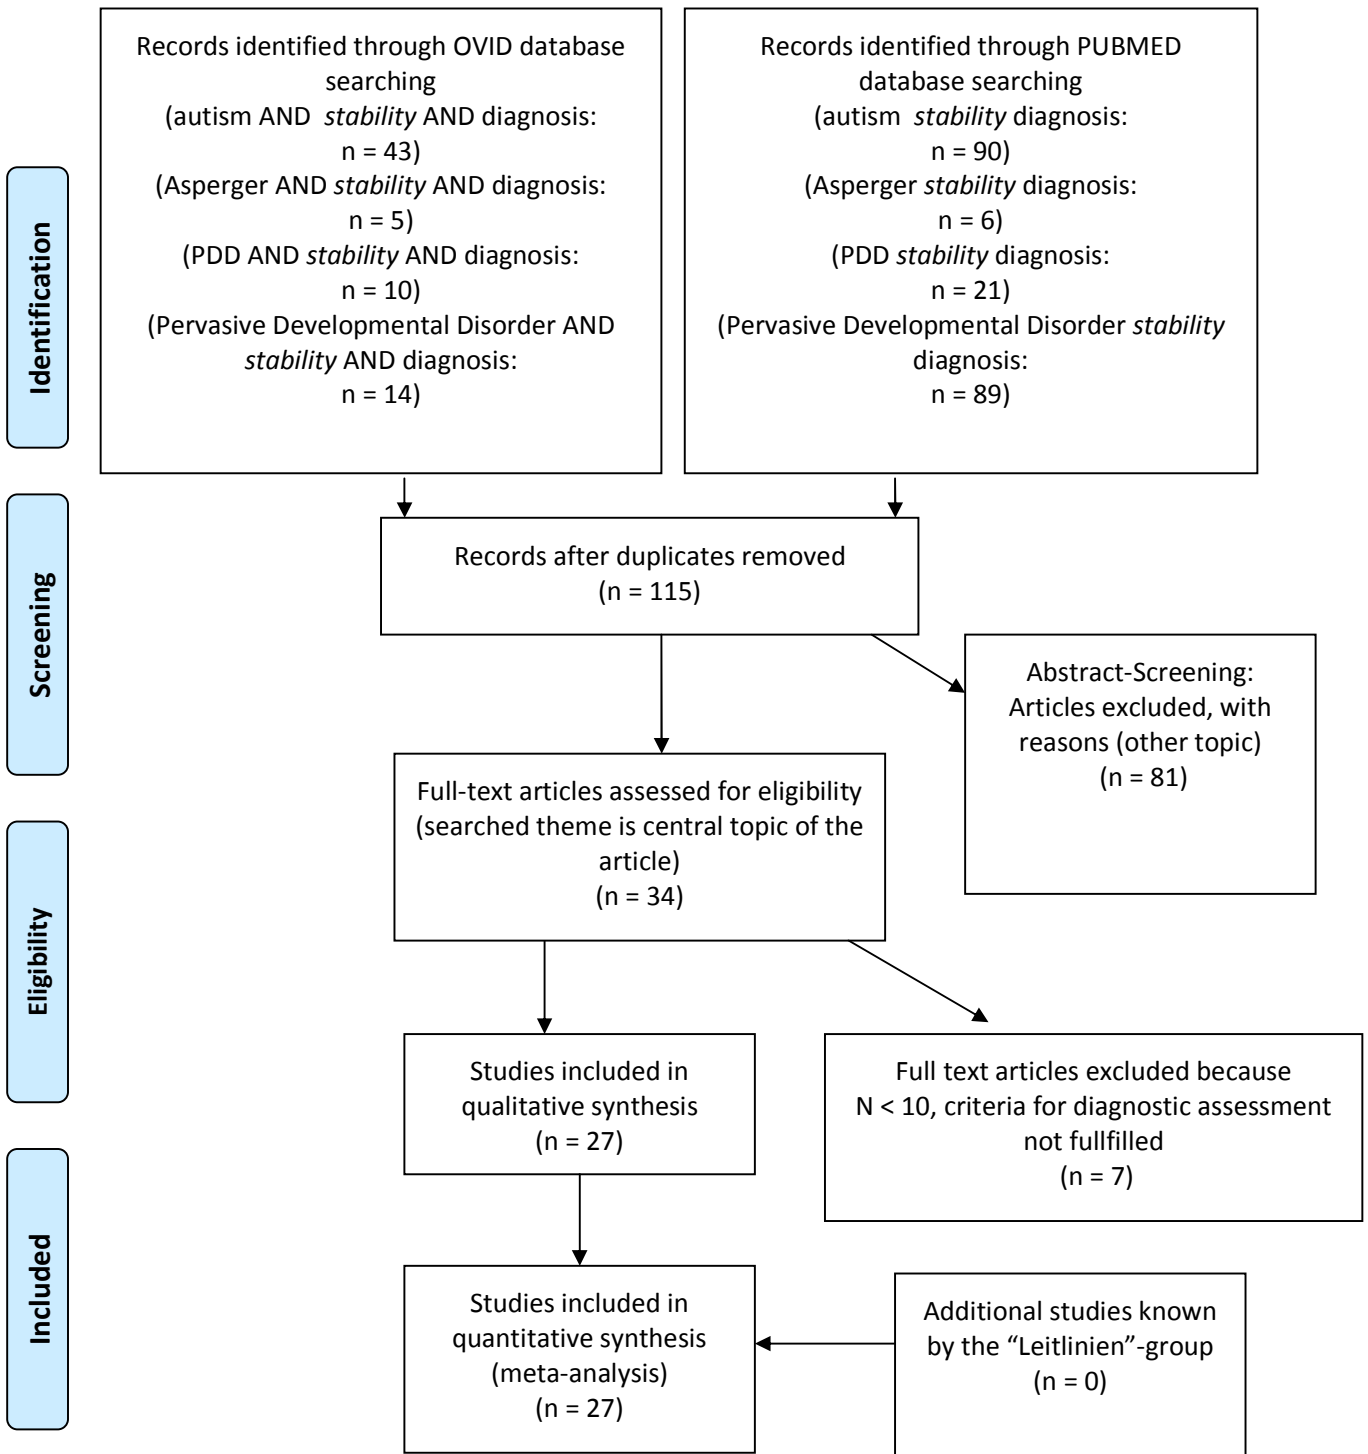 Records identified through OVID database
searching
(autism AND stability AND diagnosis:
n = 43)
(Asperger AND stability AND diagnosis:
n = 5)
(PDD AND stability AND diagnosis:
n = 10)
(Pervasive Developmental Disorder AND
stability AND diagnosis:
n = 14)
Records identified through PUBMED
database searching
(autism stability diagnosis:
n = 90)
(Asperger stability diagnosis:
n = 6)
(PDD stability diagnosis:
n = 21)
(Pervasive Developmental Disorder stability
diagnosis:
n = 89)
Identification
Screening
Records after duplicates removed
(n = 115)
Abstract-Screening:
Articles excluded, with
reasons (other topic)
(n = 81)
Full-text articles assessed for eligibility
(searched theme is central topic of the
article)
(n = 34)
Eligibility
Studies included in
qualitative synthesis
(n = 27)
Full text articles excluded because
N < 10, criteria for diagnostic assessment
not fullfilled
(n = 7)
Included
Studies included in
quantitative synthesis
(meta-analysis)
(n = 27)
Additional studies known
by the “Leitlinien”-group
(n = 0)